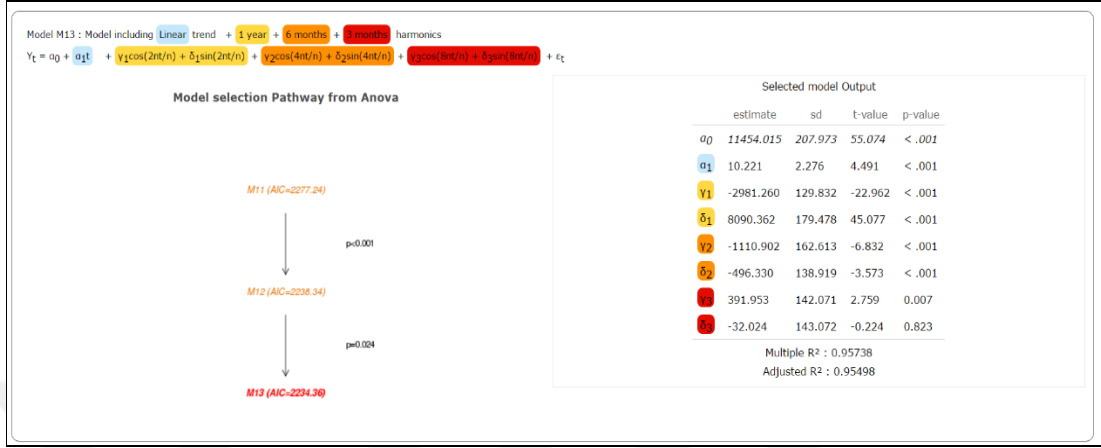 Model M13 : Model including Linear trend + 1 year + 6 months + 3 months harmonics
Yt = α0 + α1t + γ1cos(2πt/n) + δ1sin(2πt/n) + γ2cos(4πt/n) + δ2sin(4πt/n) + γ3cos(8πt/n) + δ3sin(8πt/n) + εt
Model selection Pathway from Anova
M11 (AIC=2277.24)
p<0.001
M12 (AIC=2238.34)
p=0.024
M13 (AIC=2234.36)
Selected model Output
estimate sd t-value p-value
α0 11454.015 207.973 55.074 < .001
α1 10.221 2.276 4.491 < .001
γ1 -2981.260 129.832 -22.962 < .001
δ1 8090.362 179.478 45.077 < .001
γ2 -1110.902 162.613 -6.832 < .001
δ2 -496.330 138.919 -3.573 < .001
γ3 391.953 142.071 2.759 0.007
δ3 -32.024 143.072 -0.224 0.823
Multiple R² : 0.95738
Adjusted R² : 0.95498